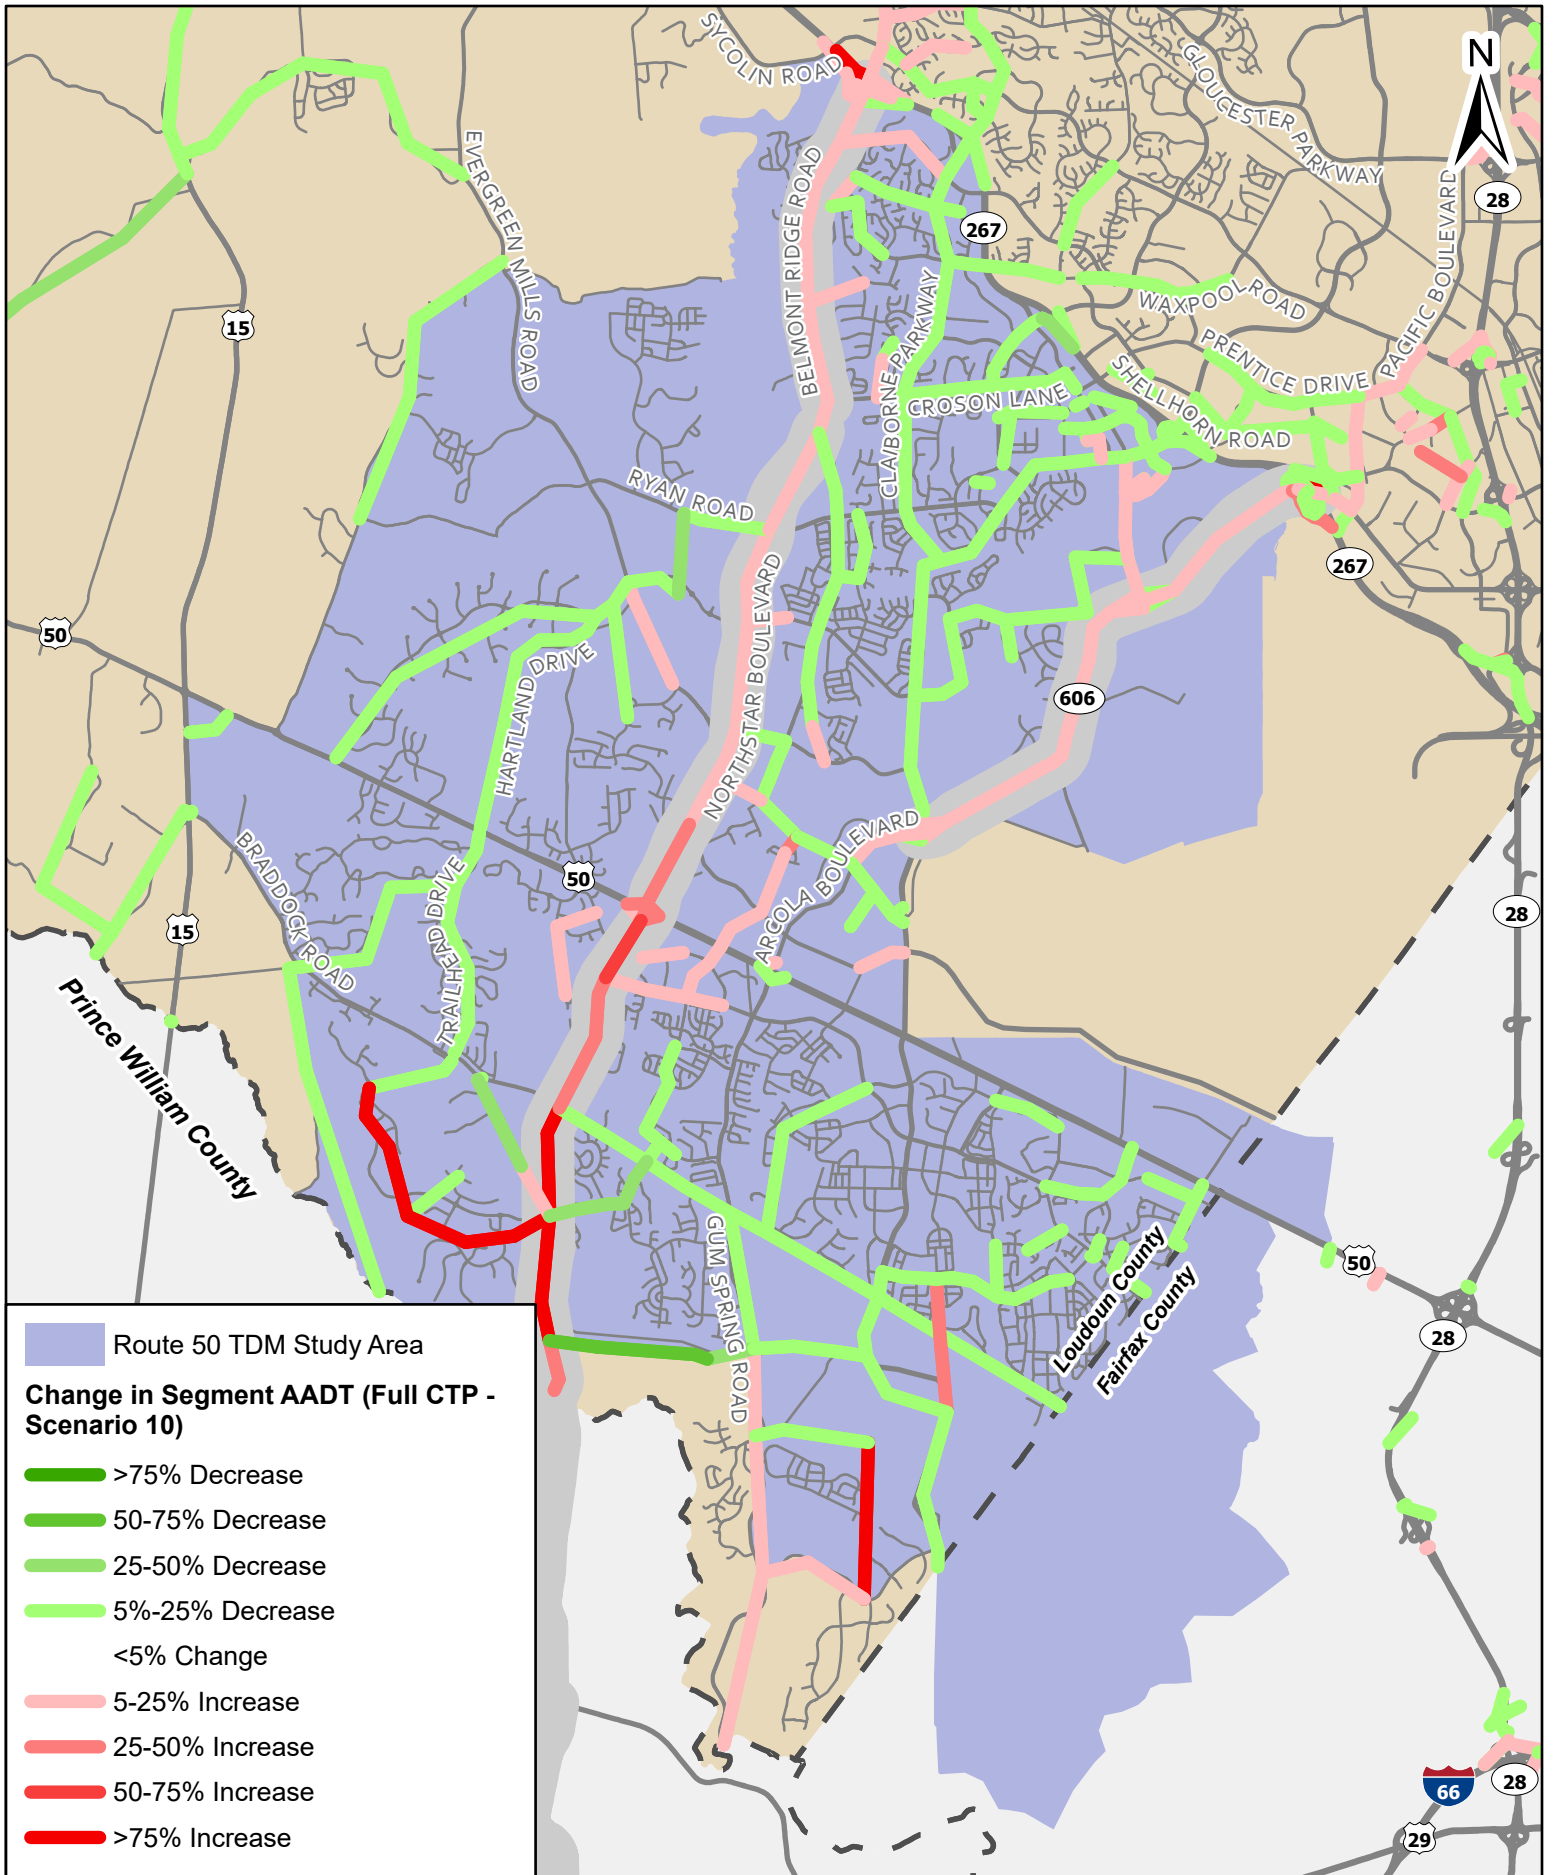 SYCOLIN ROAD
GLOUCESTER PARKWAY
N
EVERGREEN MILLS ROAD
BELMONT RIDGE ROAD
PACIFIC BOULEVARD
28
267
15
CLAIBORNE PARKWAY
WAXPOOL ROAD
PRENTICE DRIVE
SHELLHORN ROAD
CROSON LANE
RYAN ROAD
267
50
NORTHSTAR BOULEVARD
HARTLAND DRIVE
606
BRADDOCK ROAD
ARCOLA BOULEVARD
50
TRAILHEAD DRIVE
15
28
Prince William County
GUM SPRING ROAD
Loudoun County
Fairfax County
50
28
Route 50 TDM Study Area
Change in Segment AADT (Full CTP -
Scenario 10)
>75% Decrease
50-75% Decrease
25-50% Decrease
5%-25% Decrease
<5% Change
5-25% Increase
25-50% Increase
50-75% Increase
>75% Increase
66
28
29